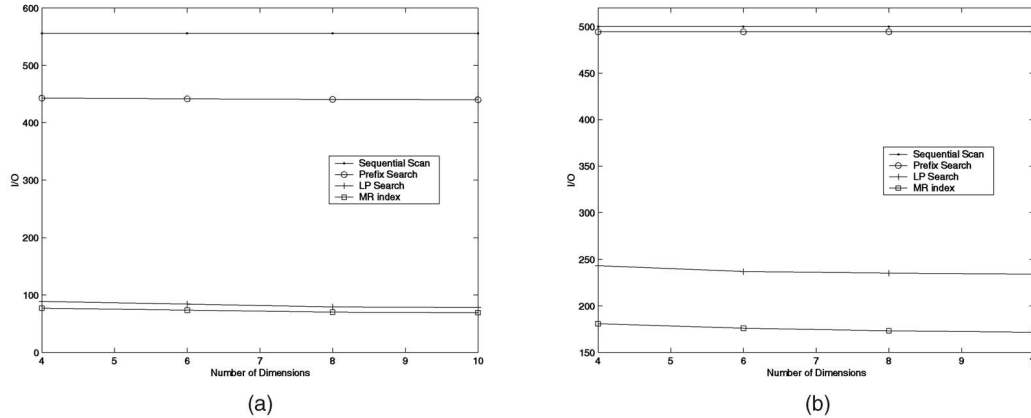 600
500
400
300
200
100
0
I/O
4
5
6
7
8
9
10
Number of Dimensions
Sequential Scan
Prefix Search
LP Search
MR index
(a)
500
450
400
350
300
250
200
150
I/O
4
5
6
7
8
9
1
Number of Dimensions
Sequential Scan
Prefix Search
LP Search
MR index
(b)